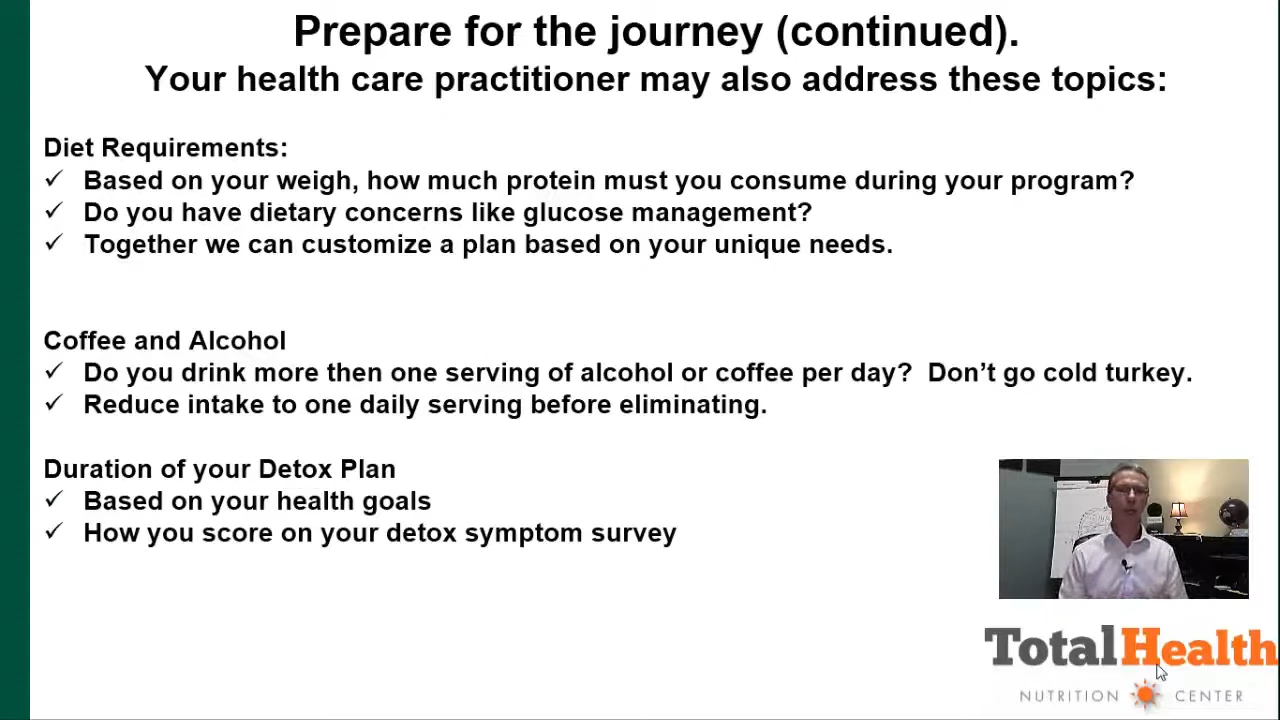 Prepare for the journey (continued).
Your health care practitioner may also address these topics:
Diet Requirements:
✓ Based on your weigh, how much protein must you consume during your program?
✓ Do you have dietary concerns like glucose management?
✓ Together we can customize a plan based on your unique needs.
Coffee and Alcohol
✓ Do you drink more then one serving of alcohol or coffee per day?  Don’t go cold turkey.
✓ Reduce intake to one daily serving before eliminating.
Duration of your Detox Plan
✓ Based on your health goals
✓ How you score on your detox symptom survey
TotalHealth
NUTRITION CENTER